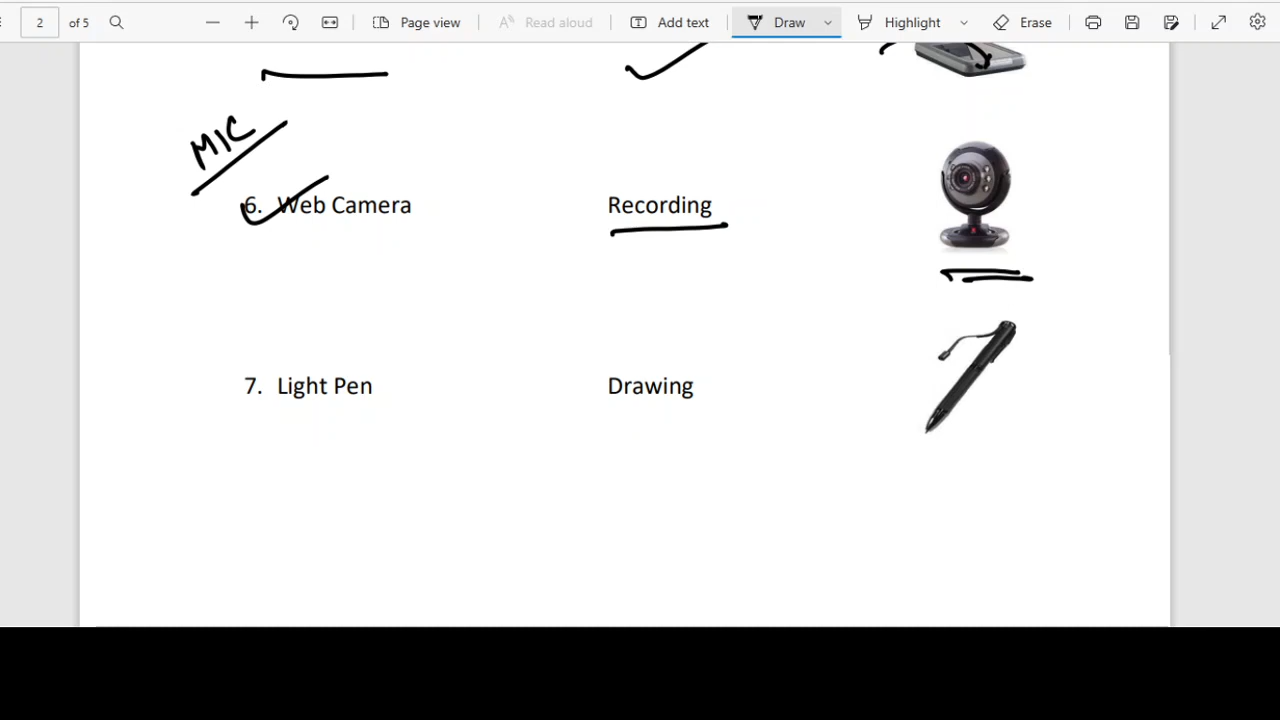 2 of 5 Page view Read aloud Add text Draw Highlight Erase
MIC
6. Web Camera Recording
7. Light Pen Drawing